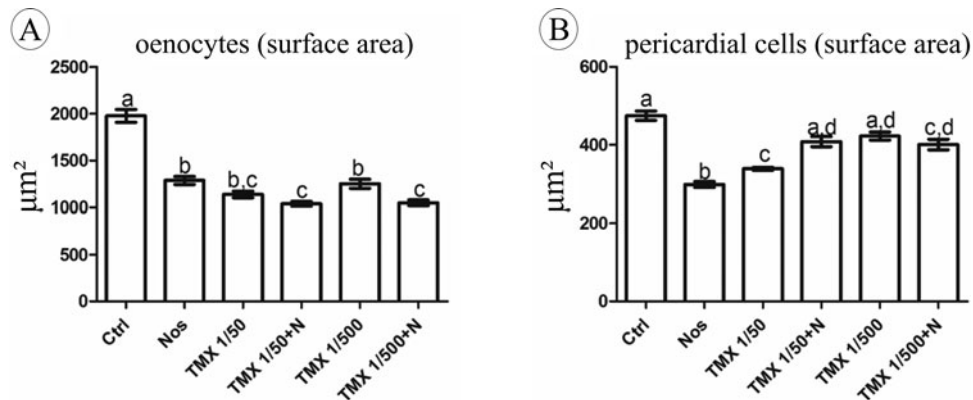 A
oenocytes (surface area)
µm²
2500
2000
1500
1000
500
0
a
b
b,c
c
b
c
Ctrl
Nos
TMX 1/50
TMX 1/50+N
TMX 1/500
TMX 1/500+N
B
pericardial cells (surface area)
µm²
600
400
200
0
a
b
c
a,d
a,d
c,d
Ctrl
Nos
TMX 1/50
TMX 1/50+N
TMX 1/500
TMX 1/500+N